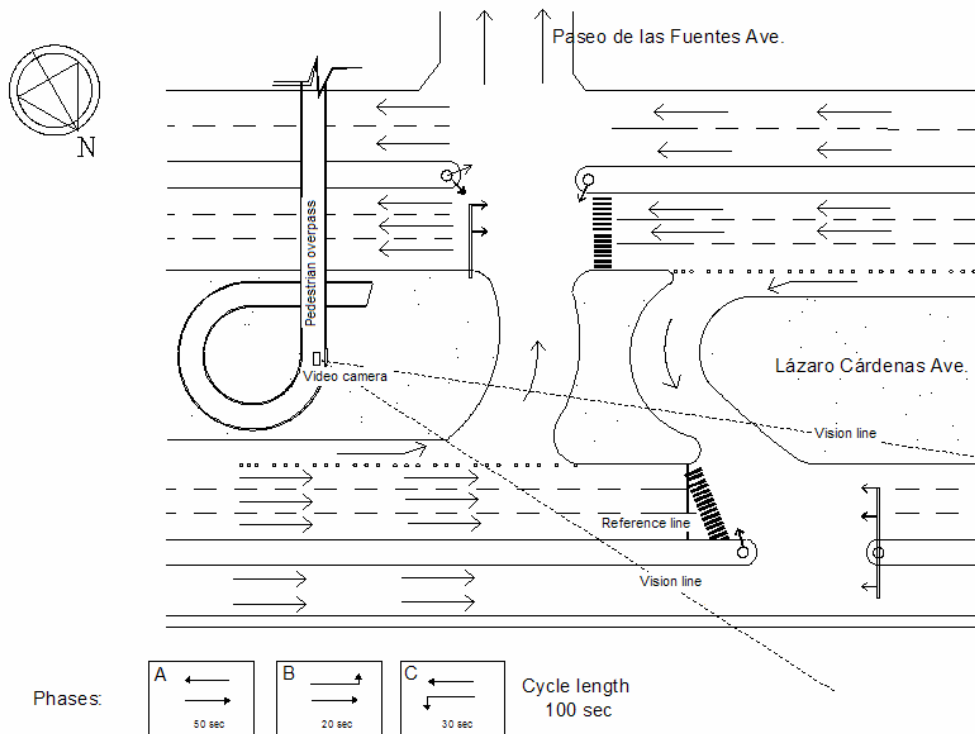 Paseo de las Fuentes Ave.
N
Pedestrian overpass
Video camera
Lázaro Cárdenas Ave.
Vision line
Reference line
Vision line
Phases:
A
50 sec
B
20 sec
C
30 sec
Cycle length
100 sec